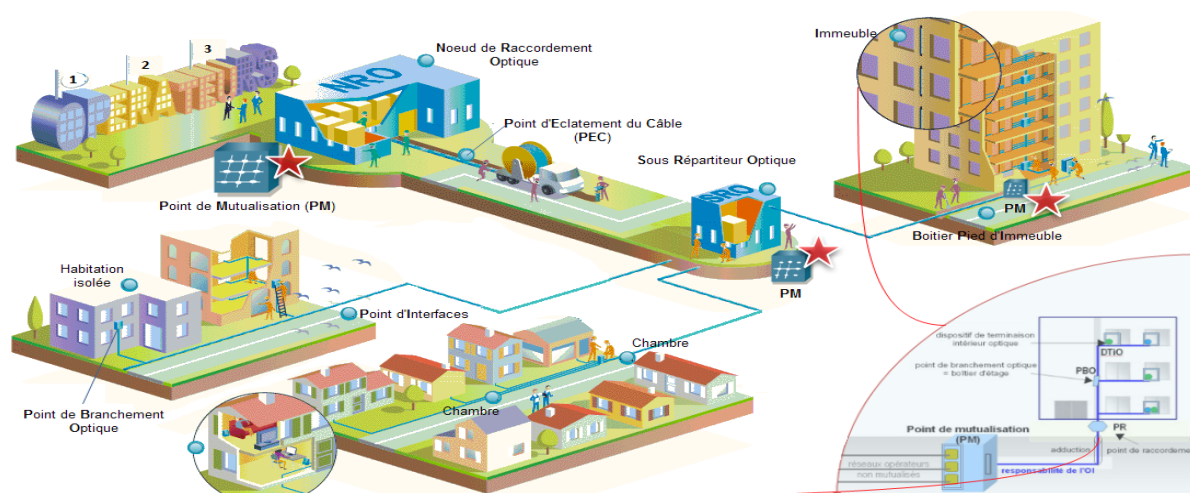 1
2
3
OPERATEURS
NRO
Noeud de Raccordement
Optique
Point d'Eclatement du Câble
(PEC)
Point de Mutualisation (PM)
Sous Répartiteur Optique
SRO
PM
Immeuble
PM
Boitier Pied d'Immeuble
Habitation
isolée
Point d'Interfaces
Point de Branchement
Optique
Chambre
Chambre
dispositif de terminaison
intérieur optique
DTiO
point de branchement optique
= boîtier d'étage
PBO
PR
Point de mutualisation
(PM)
adduction
point de raccordeme
réseaux opérateurs
non mutualisés
responsabilité de l'OI